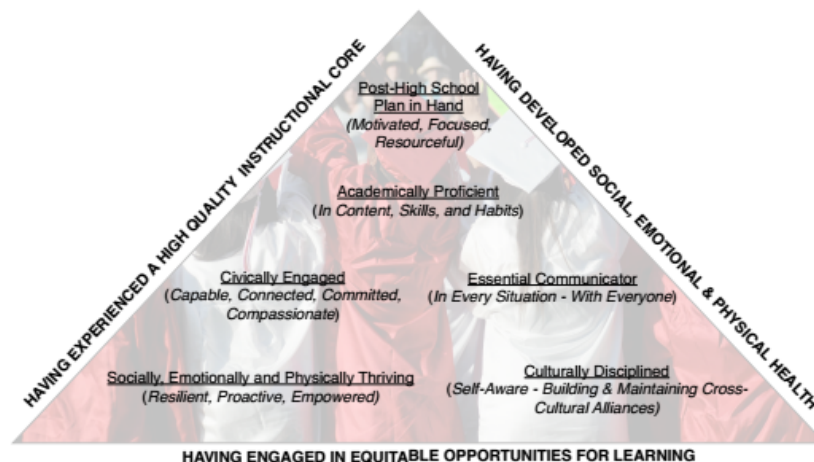 HAVING EXPERIENCED A HIGH QUALITY INSTRUCTIONAL CORE
HAVING DEVELOPED SOCIAL, EMOTIONAL & PHYSICAL HEALTH
Post-High School
Plan in Hand
(Motivated, Focused,
Resourceful)
Academically Proficient
(In Content, Skills, and Habits)
Civically Engaged
(Capable, Connected, Committed,
Compassionate)
Essential Communicator
(In Every Situation - With Everyone)
Socially, Emotionally and Physically Thriving
(Resilient, Proactive, Empowered)
Culturally Disciplined
(Self-Aware - Building & Maintaining Cross-
Cultural Alliances)
HAVING ENGAGED IN EQUITABLE OPPORTUNITIES FOR LEARNING